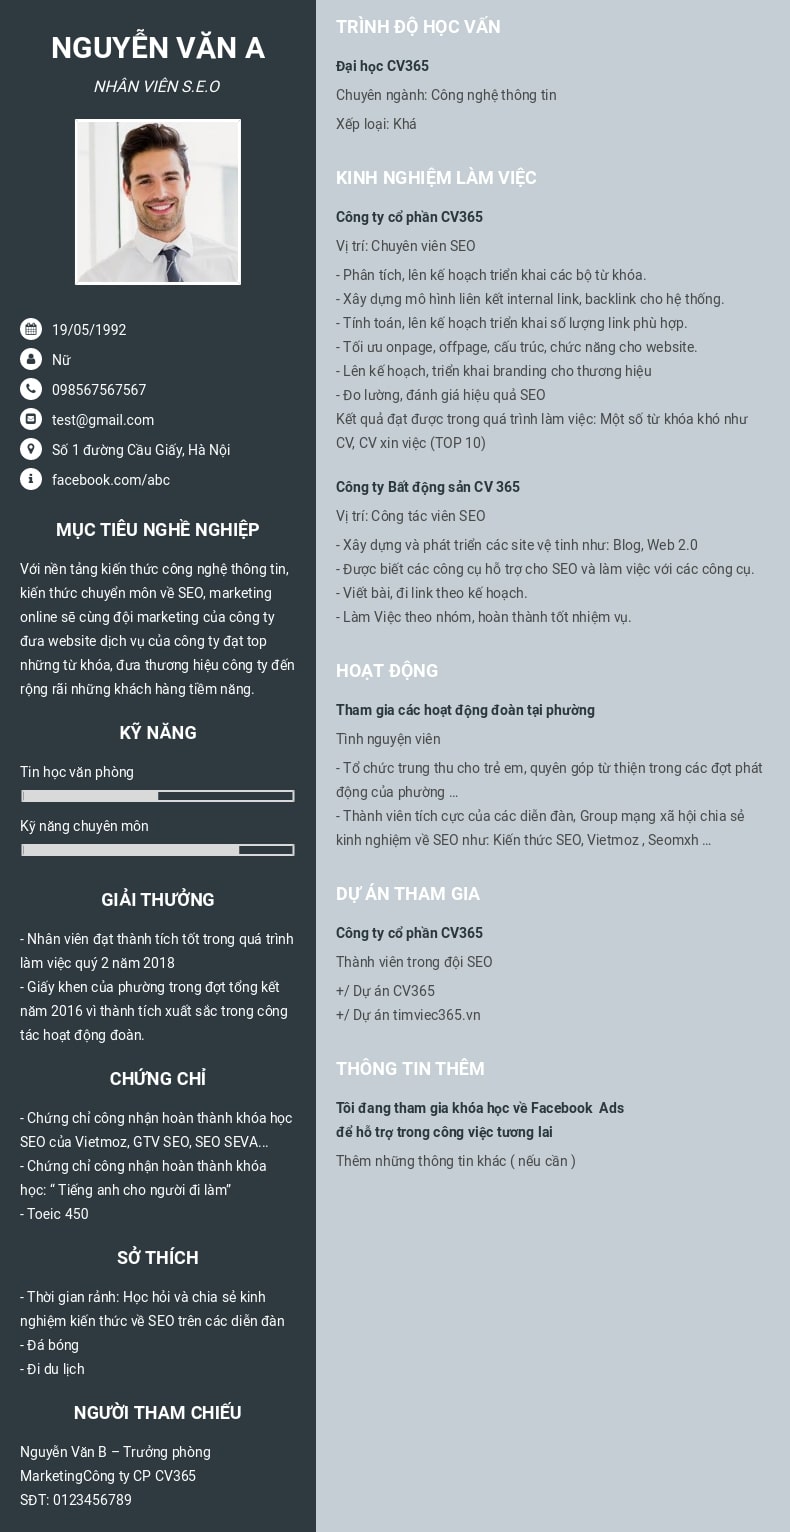 NGUYỄN VĂN A
NHÂN VIÊN S.E.O
19/05/1992
Nữ
098567567567
test@gmail.com
Số 1 đường Cầu Giấy, Hà Nội
facebook.com/abc
MỤC TIÊU NGHỀ NGHIỆP
Với nền tảng kiến thức công nghệ thông tin,
kiến thức chuyển môn về SEO, marketing
online sẽ cùng đội marketing của công ty
đưa website dịch vụ của công ty đạt top
những từ khóa, đưa thương hiệu công ty đến
rộng rãi những khách hàng tiềm năng.
KỸ NĂNG
Tin học văn phòng
Kỹ năng chuyên môn
GIẢI THƯỞNG
- Nhân viên đạt thành tích tốt trong quá trình
làm việc quý 2 năm 2018
- Giấy khen của phường trong đợt tổng kết
năm 2016 vì thành tích xuất sắc trong công
tác hoạt động đoàn.
CHỨNG CHỈ
- Chứng chỉ công nhận hoàn thành khóa học
SEO của Vietmoz, GTV SEO, SEO SEVA...
- Chứng chỉ công nhận hoàn thành khóa
học: “ Tiếng anh cho người đi làm”
- Toeic 450
SỞ THÍCH
- Thời gian rảnh: Học hỏi và chia sẻ kinh
nghiệm kiến thức về SEO trên các diễn đàn
- Đá bóng
- Đi du lịch
NGƯỜI THAM CHIẾU
Nguyễn Văn B – Trưởng phòng
MarketingCông ty CP CV365
SĐT: 0123456789
TRÌNH ĐỘ HỌC VẤN
Đại học CV365
Chuyên ngành: Công nghệ thông tin
Xếp loại: Khá
KINH NGHIỆM LÀM VIỆC
Công ty cổ phần CV365
Vị trí: Chuyên viên SEO
- Phân tích, lên kế hoạch triển khai các bộ từ khóa.
- Xây dựng mô hình liên kết internal link, backlink cho hệ thống.
- Tính toán, lên kế hoạch triển khai số lượng link phù hợp.
- Tối ưu onpage, offpage, cấu trúc, chức năng cho website.
- Lên kế hoạch, triển khai branding cho thương hiệu
- Đo lường, đánh giá hiệu quả SEO
Kết quả đạt được trong quá trình làm việc: Một số từ khóa khó như
CV, CV xin việc (TOP 10)
Công ty Bất động sản CV 365
Vị trí: Công tác viên SEO
- Xây dựng và phát triển các site vệ tinh như: Blog, Web 2.0
- Được biết các công cụ hỗ trợ cho SEO và làm việc với các công cụ.
- Viết bài, đi link theo kế hoạch.
- Làm Việc theo nhóm, hoàn thành tốt nhiệm vụ.
HOẠT ĐỘNG
Tham gia các hoạt động đoàn tại phường
Tình nguyện viên
- Tổ chức trung thu cho trẻ em, quyên góp từ thiện trong các đợt phát
động của phường ...
- Thành viên tích cực của các diễn đàn, Group mạng xã hội chia sẻ
kinh nghiệm về SEO như: Kiến thức SEO, Vietmoz , Seomxh ...
DỰ ÁN THAM GIA
Công ty cổ phần CV365
Thành viên trong đội SEO
+/ Dự án CV365
+/ Dự án timviec365.vn
THÔNG TIN THÊM
Tôi đang tham gia khóa học về Facebook  Ads
để hỗ trợ trong công việc tương lai
Thêm những thông tin khác ( nếu cần )